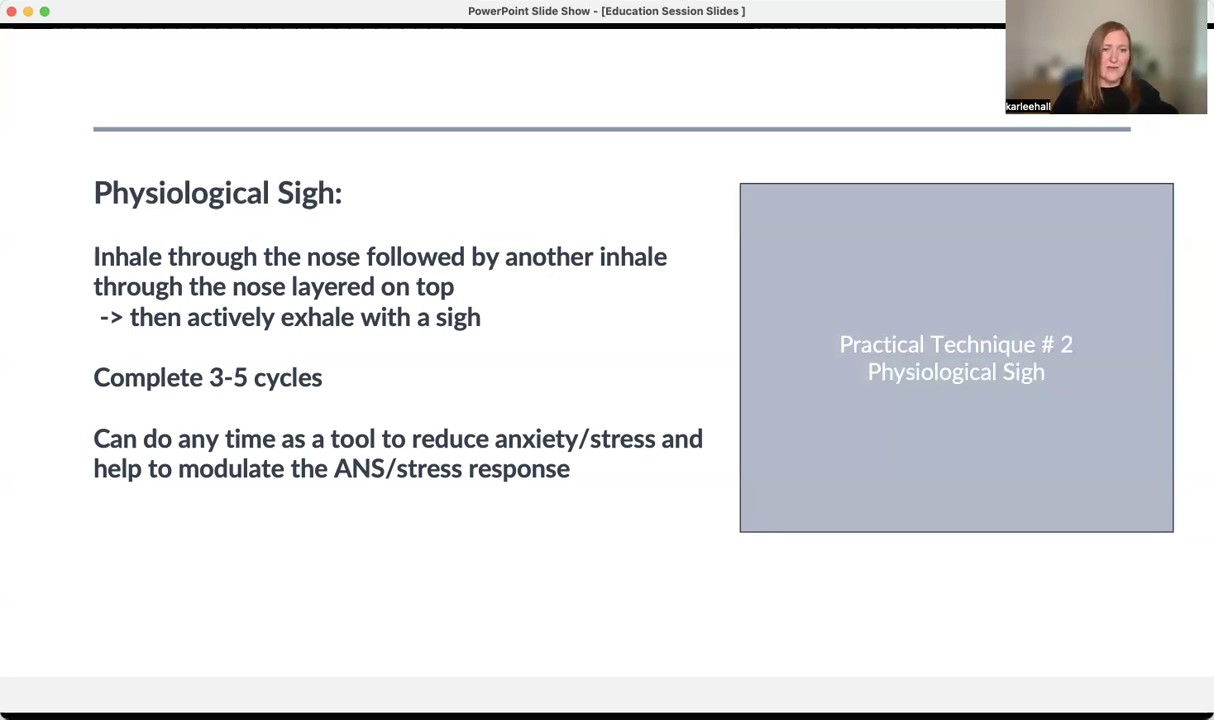 PowerPoint Slide Show - [Education Session Slides ]
karleehall
Physiological Sigh:
Inhale through the nose followed by another inhale
through the nose layered on top
-> then actively exhale with a sigh
Complete 3-5 cycles
Can do any time as a tool to reduce anxiety/stress and
help to modulate the ANS/stress response
Practical Technique # 2
Physiological Sigh